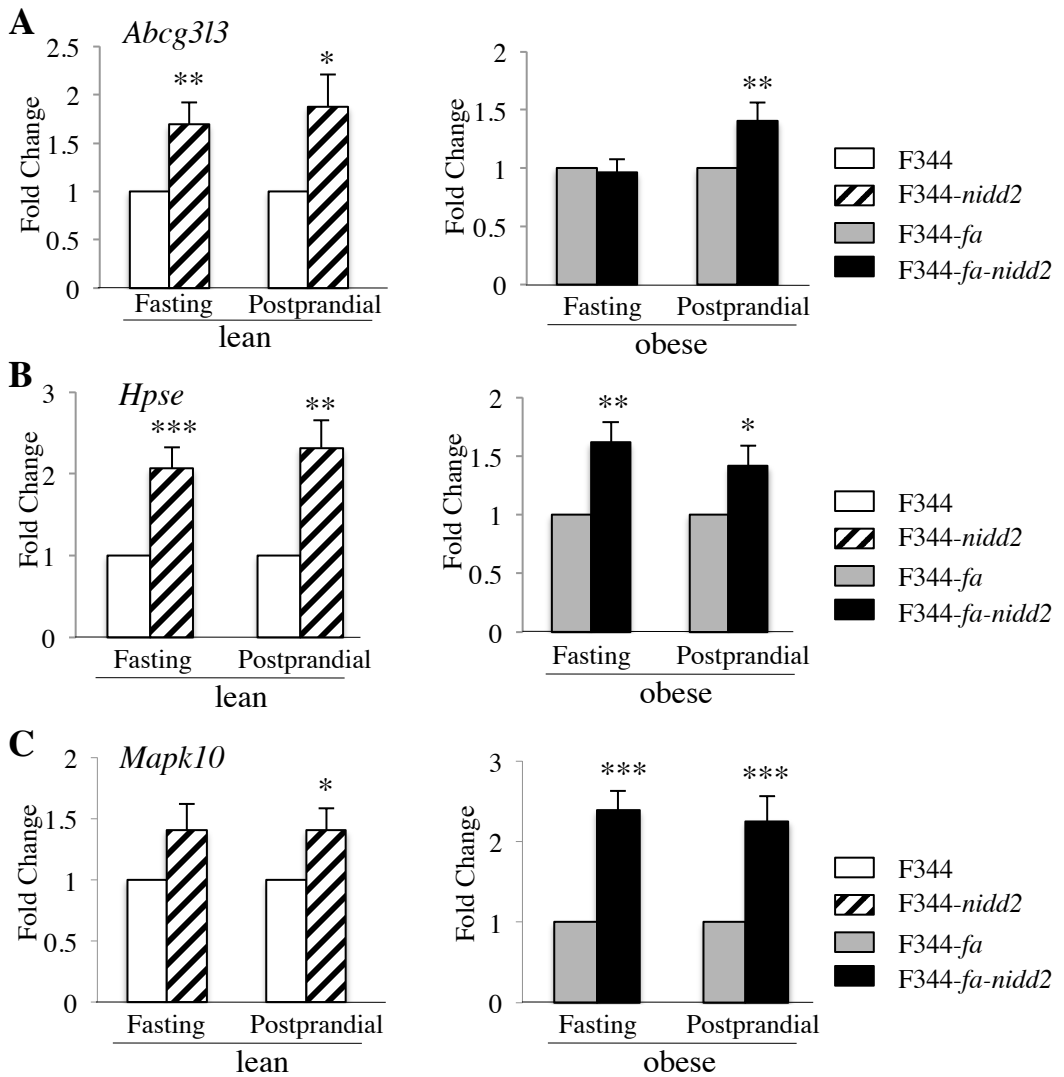 A
Abcg3l3
2.5
2
1.5
1
0.5
0
Fold Change
**
*
Fasting
Postprandial
lean
2
1.5
1
0.5
0
Fold Change
**
Fasting
Postprandial
obese
F344
F344-nidd2
F344-fa
F344-fa-nidd2
B
Hpse
3
2
1
0
Fold Change
***
**
Fasting
Postprandial
lean
2
1.5
1
0.5
0
Fold Change
**
*
Fasting
Postprandial
obese
F344
F344-nidd2
F344-fa
F344-fa-nidd2
C
Mapk10
2
1.5
1
0.5
0
Fold Change
*
Fasting
Postprandial
lean
3
2
1
0
Fold Change
***
***
Fasting
Postprandial
obese
F344
F344-nidd2
F344-fa
F344-fa-nidd2